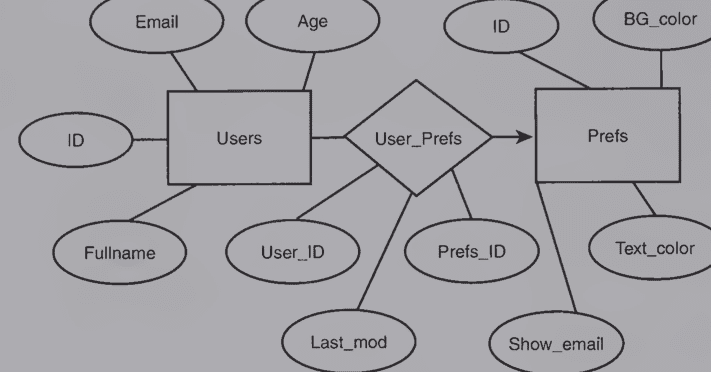 Email
Age
ID
BG_color
ID
Users
User_Prefs
Prefs
Fullname
User_ID
Prefs_ID
Text_color
Last_mod
Show_email